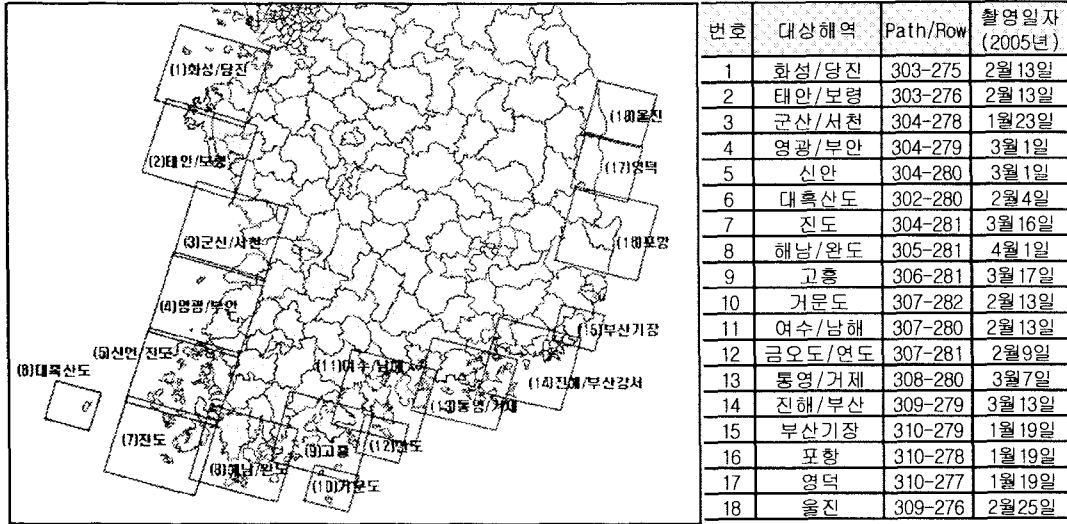 (1)화성/당진
(2)태안/보령
(3)군산/서천
(4)영광/부안
(5)신안/진도
(6)대흑산도
(7)진도
(8)해남/완도
(9)고흥
(10)거문도
(11)여수/남해
(12)연도
(13)통영/거제
(14)진해/부산강서
(15)부산기장
(16)포항
(17)영덕
(18)울진
번호 대상해역 Path/Row 촬영일자 (2005년)
1 화성/당진 303-275 2월13일
2 태안/보령 303-276 2월13일
3 군산/서천 304-278 1월23일
4 영광/부안 304-279 3월1일
5 신안 304-280 3월1일
6 대흑산도 302-280 2월4일
7 진도 304-281 3월16일
8 해남/완도 305-281 4월1일
9 고흥 306-281 3월17일
10 거문도 307-282 2월13일
11 여수/남해 307-280 2월13일
12 금오도/연도 307-281 2월9일
13 통영/거제 308-280 3월7일
14 진해/부산 309-279 3월13일
15 부산기장 310-279 1월19일
16 포항 310-278 1월19일
17 영덕 310-277 1월19일
18 울진 309-276 2월25일